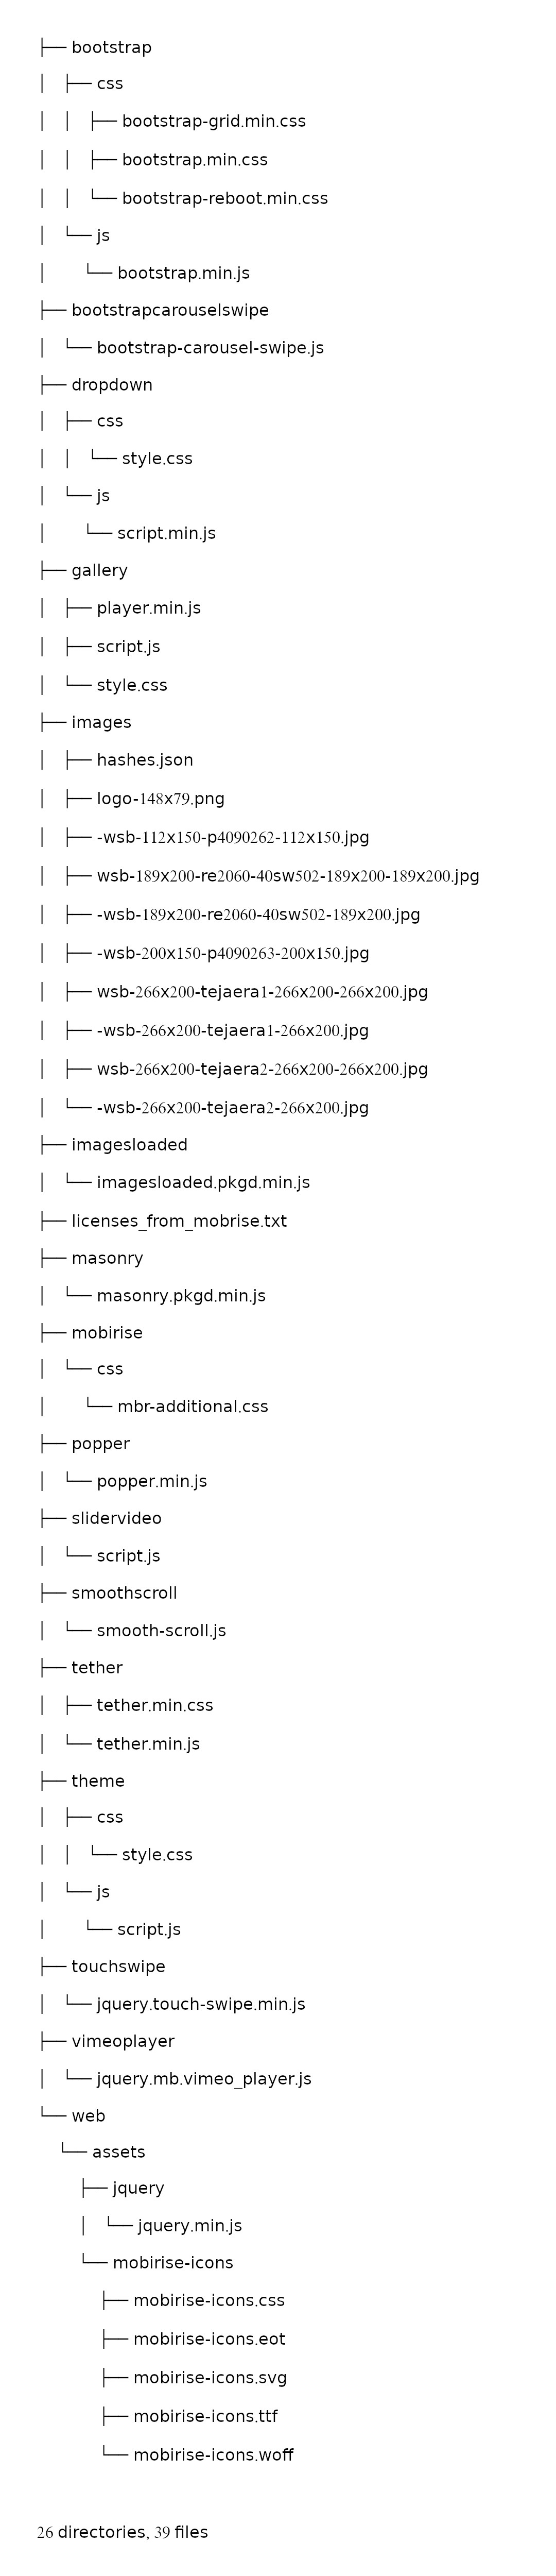 ├── bootstrap
│   ├── css
│   │   ├── bootstrap-grid.min.css
│   │   ├── bootstrap.min.css
│   │   └── bootstrap-reboot.min.css
│   └── js
│       └── bootstrap.min.js
├── bootstrapcarouselswipe
│   └── bootstrap-carousel-swipe.js
├── dropdown
│   ├── css
│   │   └── style.css
│   └── js
│       └── script.min.js
├── gallery
│   ├── player.min.js
│   ├── script.js
│   └── style.css
├── images
│   ├── hashes.json
│   ├── logo-148x79.png
│   ├── -wsb-112x150-p4090262-112x150.jpg
│   ├── wsb-189x200-re2060-40sw502-189x200-189x200.jpg
│   ├── -wsb-189x200-re2060-40sw502-189x200.jpg
│   ├── -wsb-200x150-p4090263-200x150.jpg
│   ├── wsb-266x200-tejaera1-266x200-266x200.jpg
│   ├── -wsb-266x200-tejaera1-266x200.jpg
│   ├── wsb-266x200-tejaera2-266x200-266x200.jpg
│   └── -wsb-266x200-tejaera2-266x200.jpg
├── imagesloaded
│   └── imagesloaded.pkgd.min.js
├── licenses_from_mobrise.txt
├── masonry
│   └── masonry.pkgd.min.js
├── mobirise
│   └── css
│       └── mbr-additional.css
├── popper
│   └── popper.min.js
├── slidervideo
│   └── script.js
├── smoothscroll
│   └── smooth-scroll.js
├── tether
│   ├── tether.min.css
│   └── tether.min.js
├── theme
│   ├── css
│   │   └── style.css
│   └── js
│       └── script.js
├── touchswipe
│   └── jquery.touch-swipe.min.js
├── vimeoplayer
│   └── jquery.mb.vimeo_player.js
└── web
    └── assets
        ├── jquery
        │   └── jquery.min.js
        └── mobirise-icons
            ├── mobirise-icons.css
            ├── mobirise-icons.eot
            ├── mobirise-icons.svg
            ├── mobirise-icons.ttf
            └── mobirise-icons.woff
26 directories, 39 files